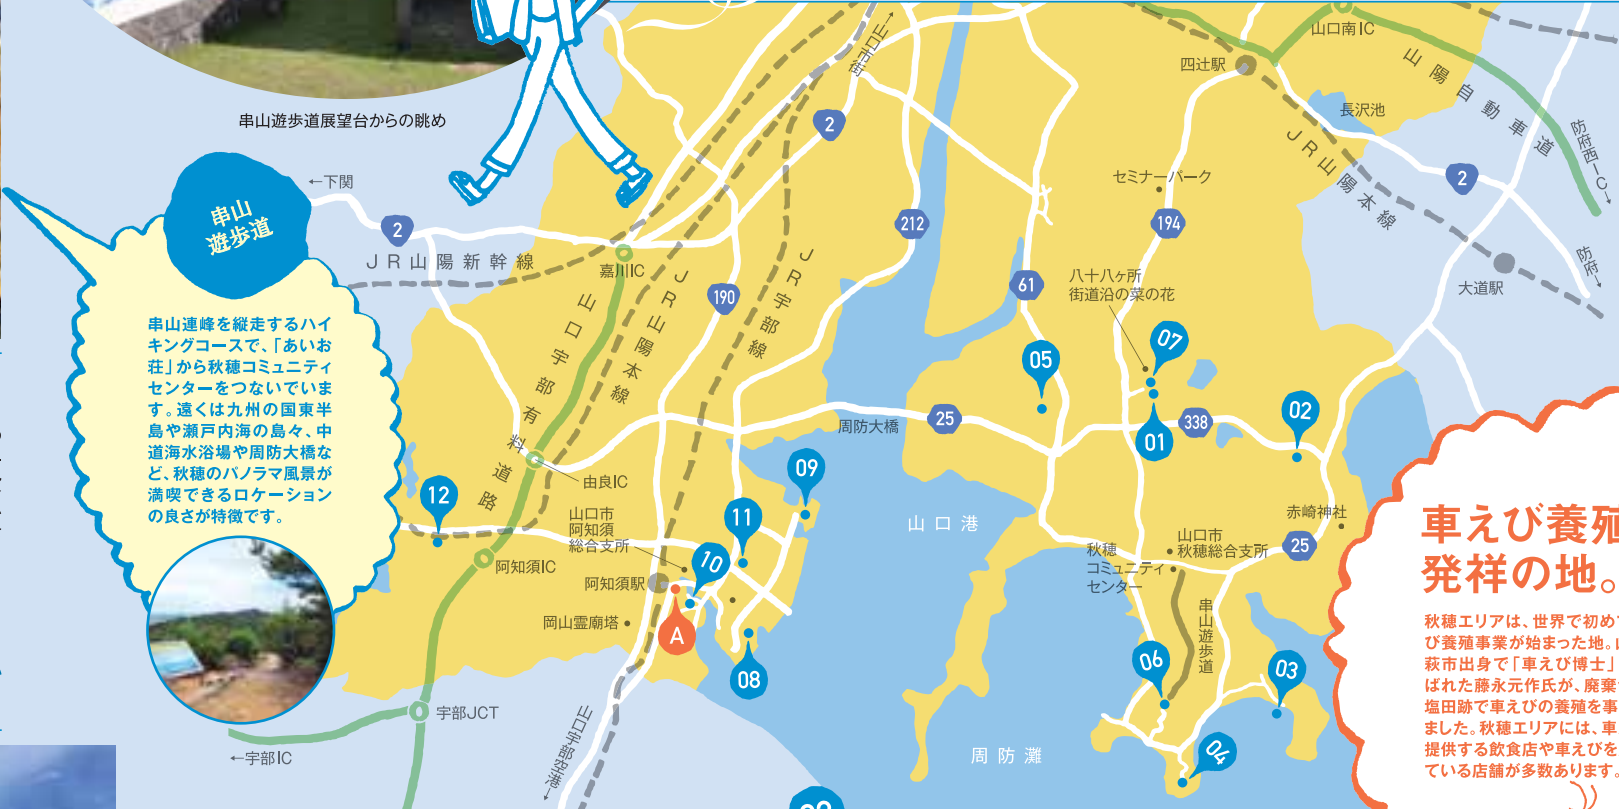 串山遊歩道展望台からの眺め
串山
遊歩道
串山連峰を縦走するハイ
キングコースで、「あいお
荘」から秋穂コミュニティ
センターをつないでいま
す。遠くは九州の国東半
島や瀬戸内海の島々、中
道海水浴場や周防大橋な
ど、秋穂のパノラマ風景が
満喫できるロケーション
の良さが特徴です。
←下関
2
JR山陽新幹線
嘉川IC
山口宇部有料道路
JR山陽本線
190
JR宇部線
山口市街→
2
212
61
194
セミナーパーク
八十八ヶ所
街道沿の菜の花
四辻駅
山口南IC
山陽自動車道
長沢池
JR山陽本線
2
防府西IC→
防府→
大道駅
05
07
01
338
02
25
周防大橋
09
山口港
由良IC
12
山口市
阿知須
総合支所
11
10
阿知須IC
阿知須駅
岡山霊廟塔
A
08
宇部JCT
←宇部IC
山口宇部空港→
赤崎神社
25
山口市
秋穂総合支所
秋穂
コミュニティ
センター
串山遊歩道
06
03
04
周防灘
車えび養殖
発祥の地。
秋穂エリアは、世界で初めて
び養殖事業が始まった地。
萩市出身で「車えび博士」
ばれた藤永元作氏が、廃棄
塩田跡で車えびの養殖を事
ました。秋穂エリアには、車
提供する飲食店や車えびを
ている店舗が多数あります。